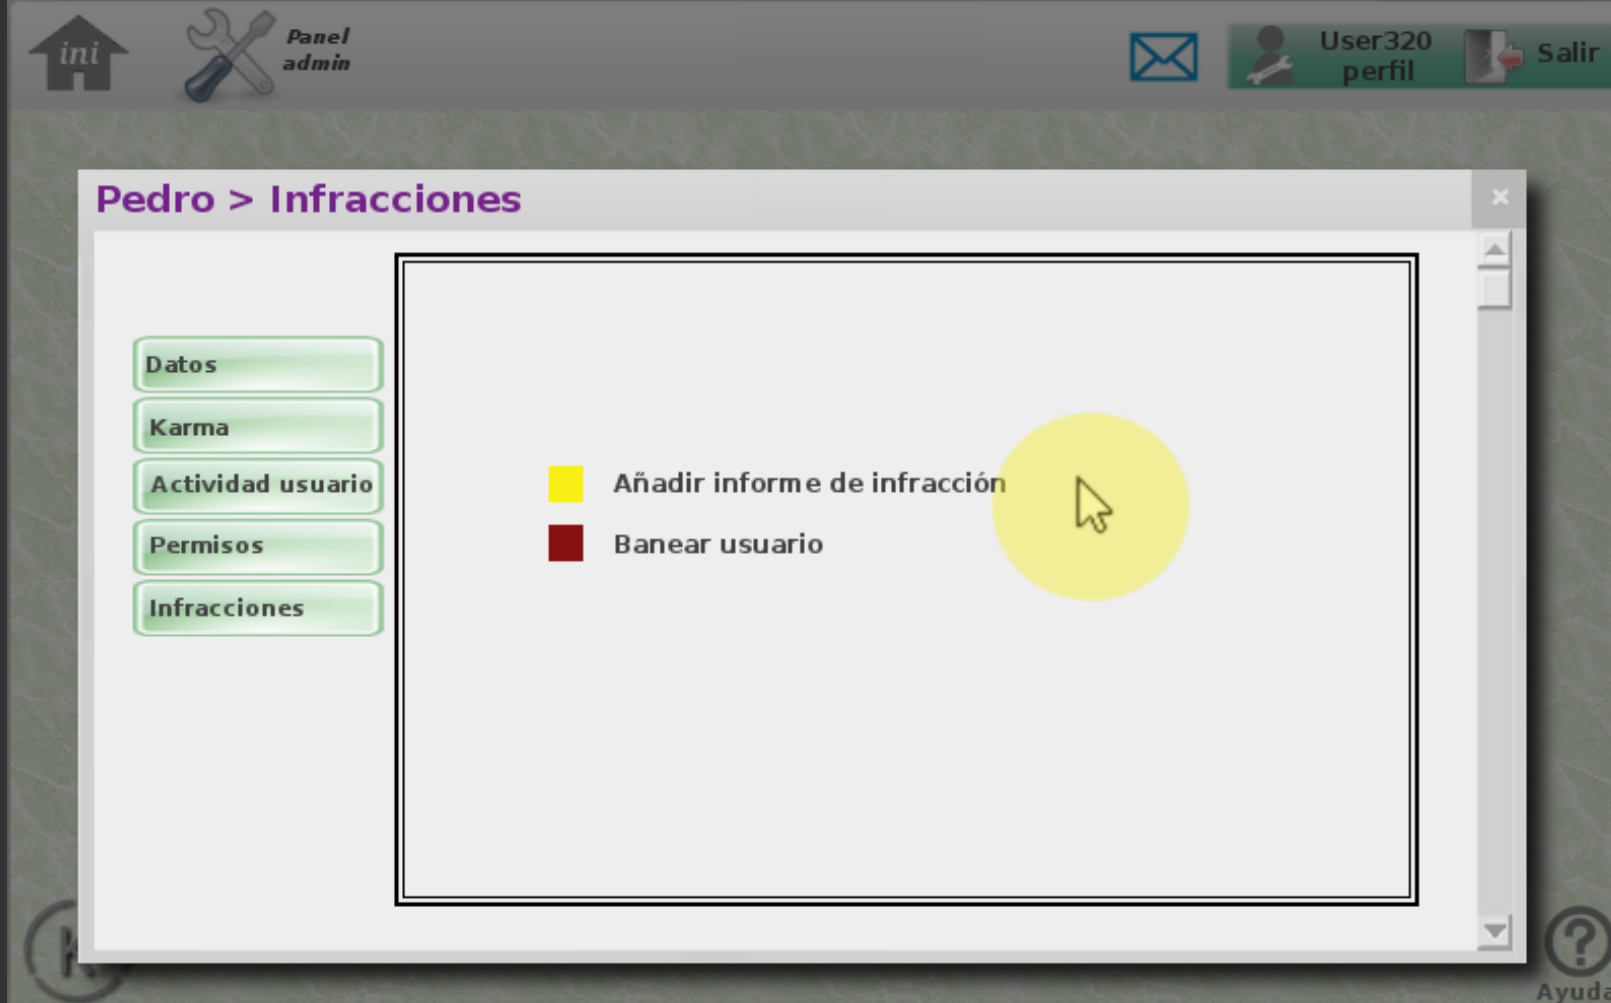 ini
Panel
admin
User320
perfil
Salir
Pedro > Infracciones
×
Datos
Karma
Actividad usuario
Permisos
Infracciones
Añadir informe de infracción
Banear usuario
K
?
Ayuda